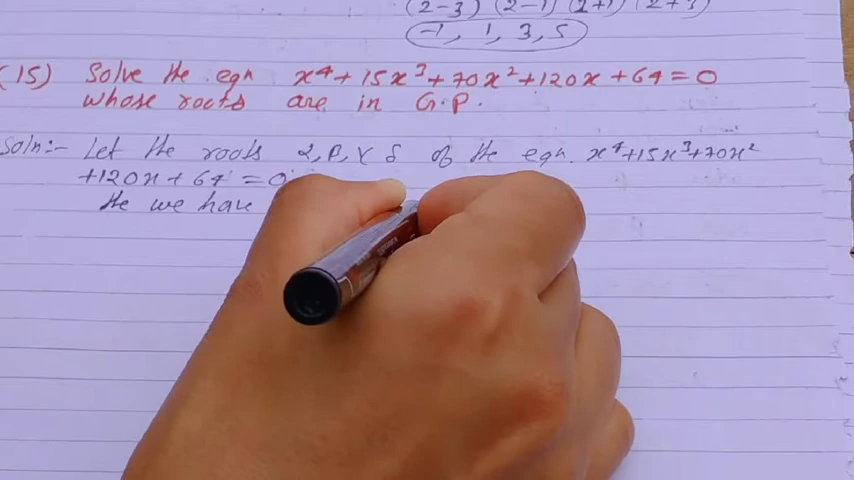 (2-3) (2-1) (2+1) (2+3)
-1, 1, 3, 5
(15) Solve the eqn x⁴+15x³+70x²+120x+64=0
whose roots are in G.P.
Soln:- Let the roots α, β, γ δ of the eqn. x⁴+15x³+70x²
+120x+64=0
the we have